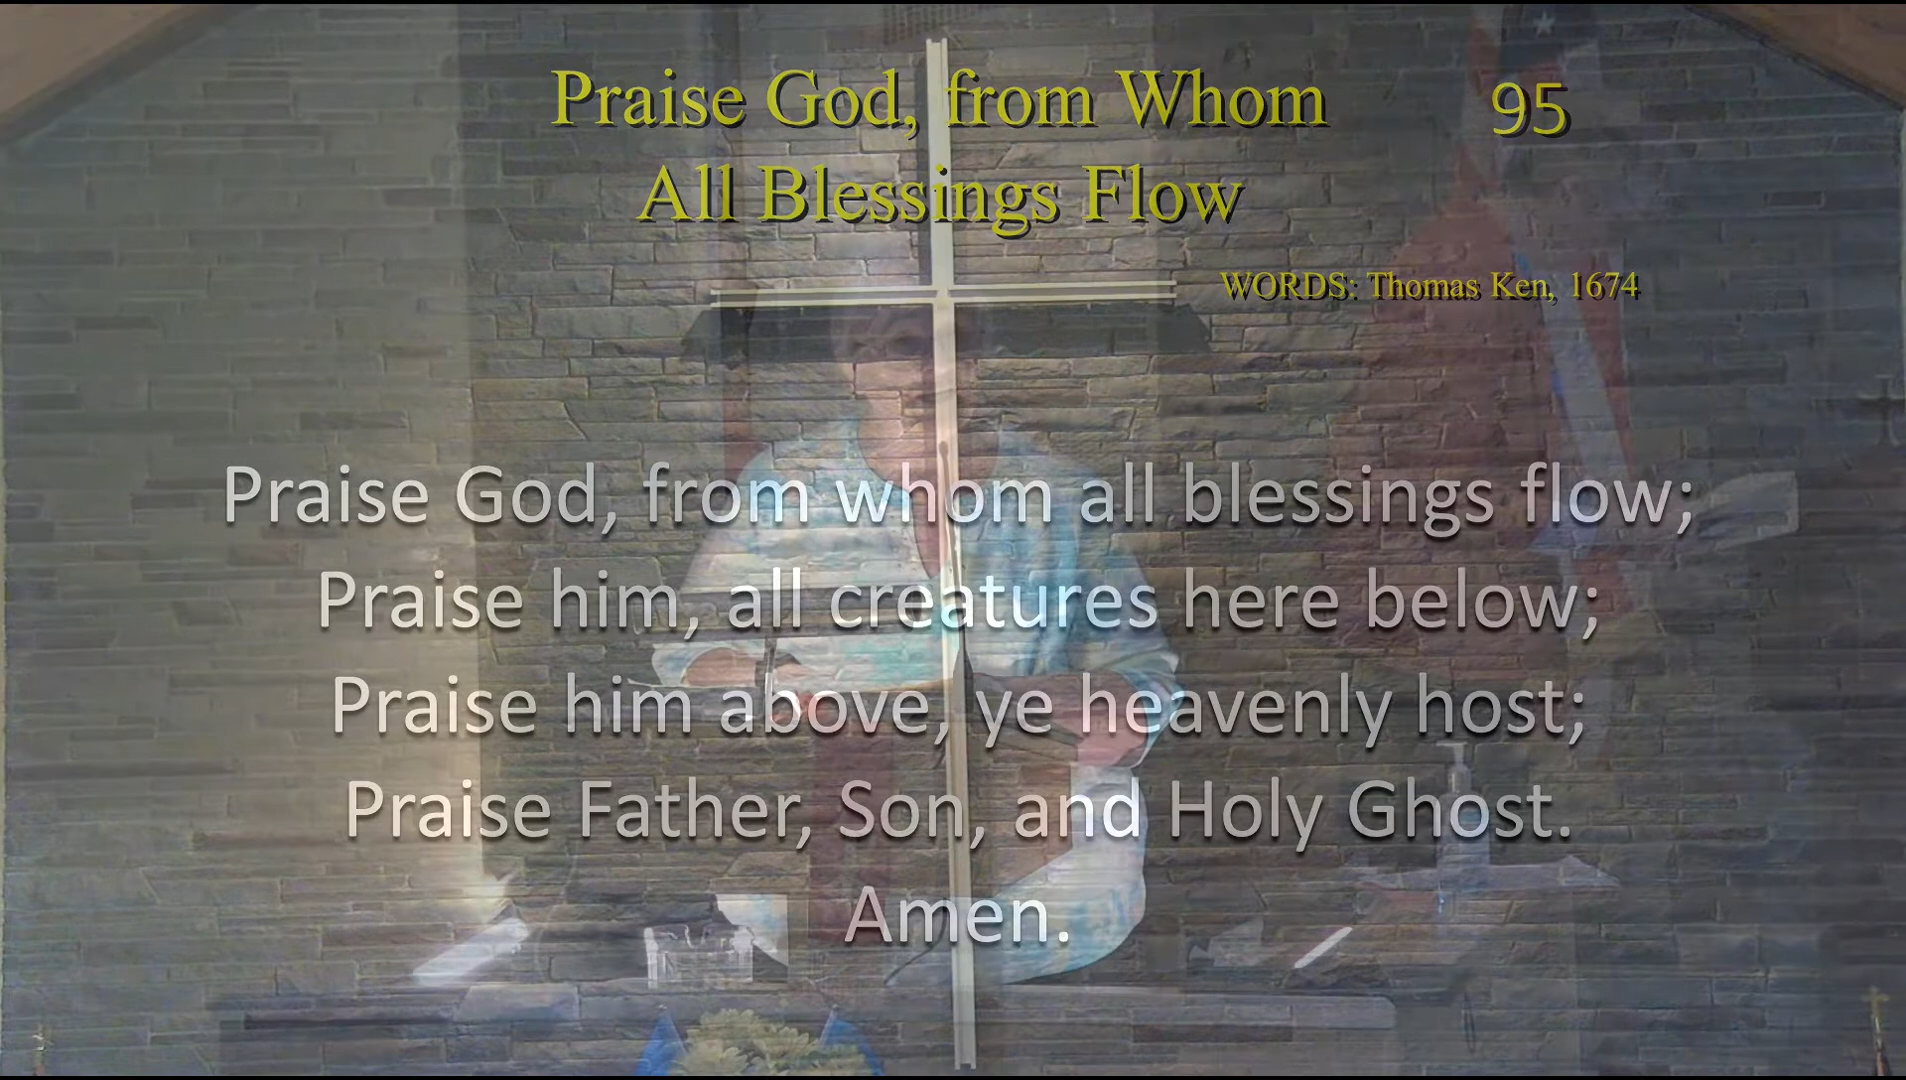 Praise God, from Whom
All Blessings Flow
95
WORDS: Thomas Ken, 1674
Praise God, from whom all blessings flow;
Praise him, all creatures here below;
Praise him above, ye heavenly host;
Praise Father, Son, and Holy Ghost.
Amen.